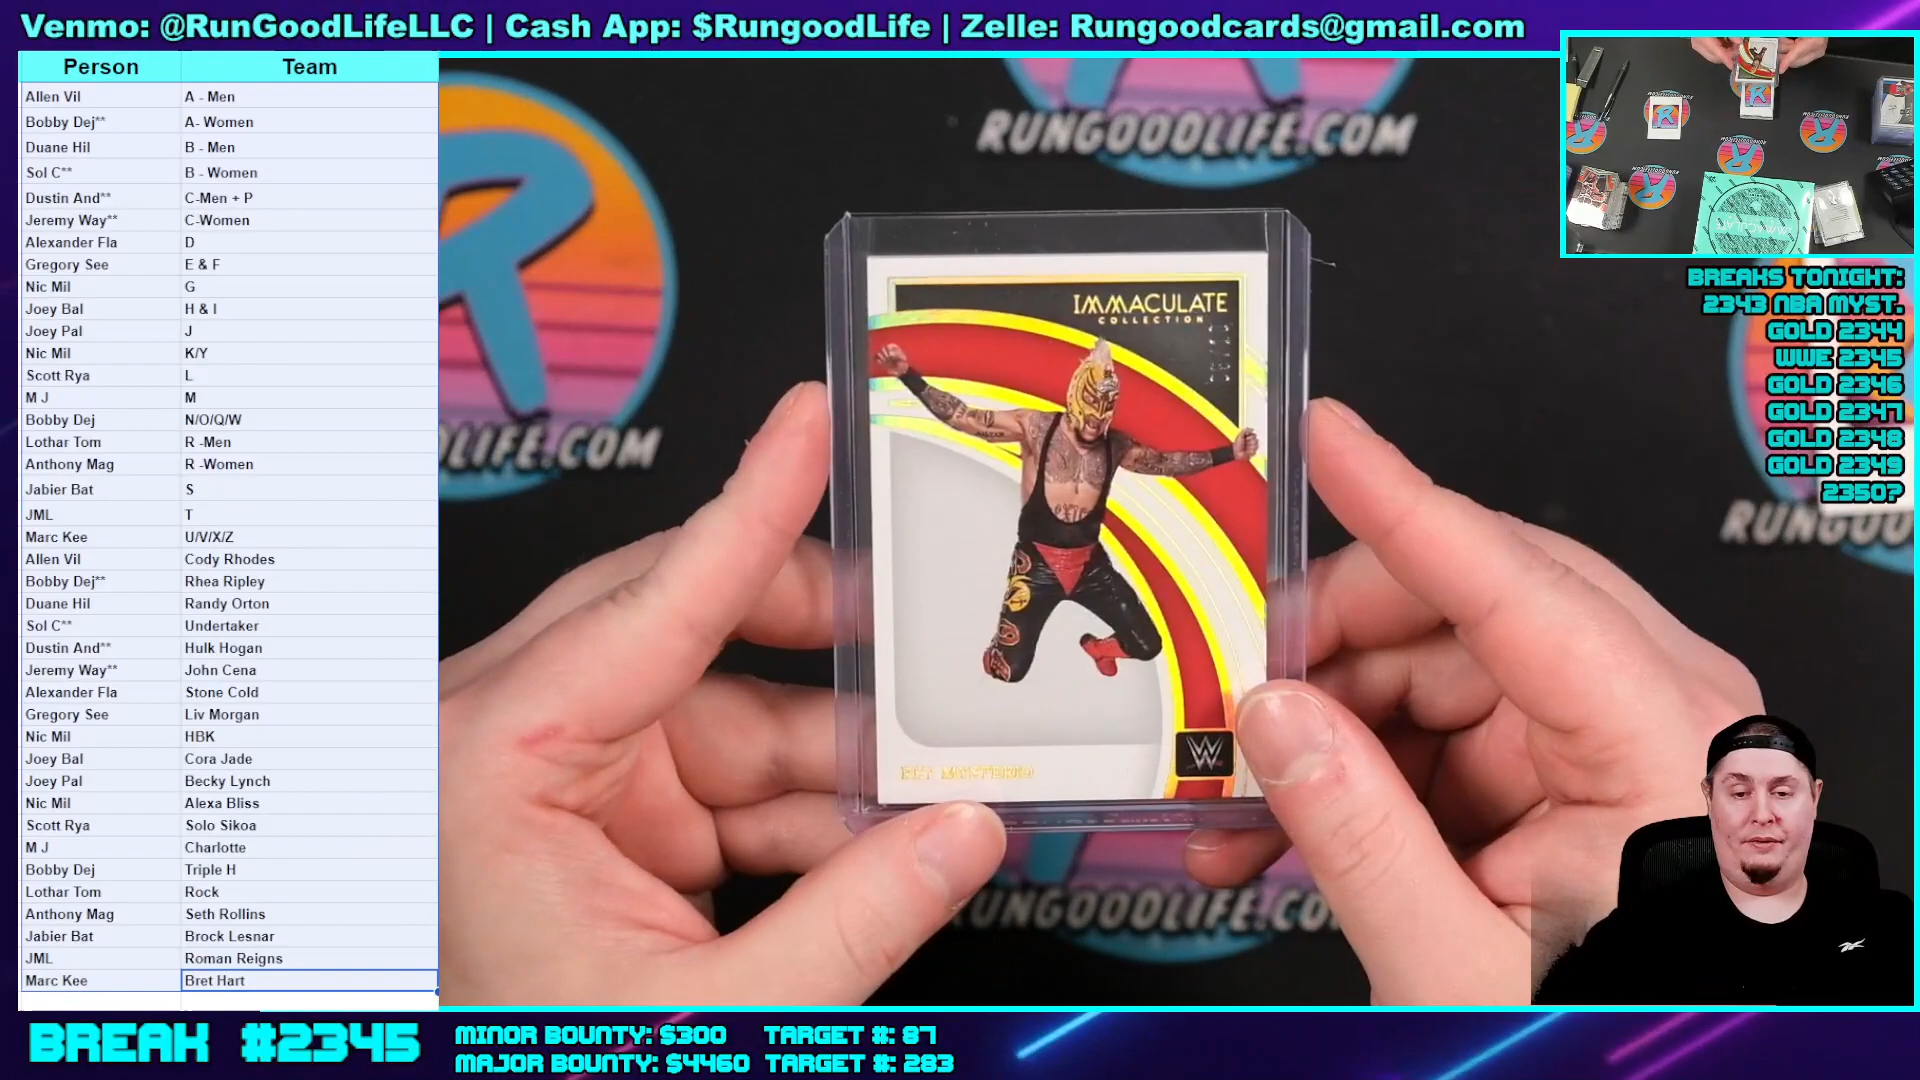 Venmo: @RunGoodLifeLLC | Cash App: $RungoodLife | Zelle: Rungoodcards@gmail.com
Person Team
Allen Vil A - Men
Bobby Dej** A- Women
Duane Hil B - Men
Sol C** B - Women
Dustin And** C-Men + P
Jeremy Way** C-Women
Alexander Fla D
Gregory See E & F
Nic Mil G
Joey Bal H & I
Joey Pal J
Nic Mil K/Y
Scott Rya L
M J M
Bobby Dej N/O/Q/W
Lothar Tom R -Men
Anthony Mag R -Women
Jabier Bat S
JML T
Marc Kee U/V/X/Z
Allen Vil Cody Rhodes
Bobby Dej** Rhea Ripley
Duane Hil Randy Orton
Sol C** Undertaker
Dustin And** Hulk Hogan
Jeremy Way** John Cena
Alexander Fla Stone Cold
Gregory See Liv Morgan
Nic Mil HBK
Joey Bal Cora Jade
Joey Pal Becky Lynch
Nic Mil Alexa Bliss
Scott Rya Solo Sikoa
M J Charlotte
Bobby Dej Triple H
Lothar Tom Rock
Anthony Mag Seth Rollins
Jabier Bat Brock Lesnar
JML Roman Reigns
Marc Kee Bret Hart
RUNGOODLIFE.COM
LIFE.COM
IMMACULATE
COLLECTION
REY MYSTERIO
W
UNGOODLIFE.CO
RUNGOOD
BREAKS TONIGHT:
2343 NBA MYST.
GOLD 2344
WWE 2345
GOLD 2346
GOLD 2347
GOLD 2348
GOLD 2349
2350?
BREAK #2345
MINOR BOUNTY: $300 TARGET #: 87
MAJOR BOUNTY: $4460 TARGET #: 283